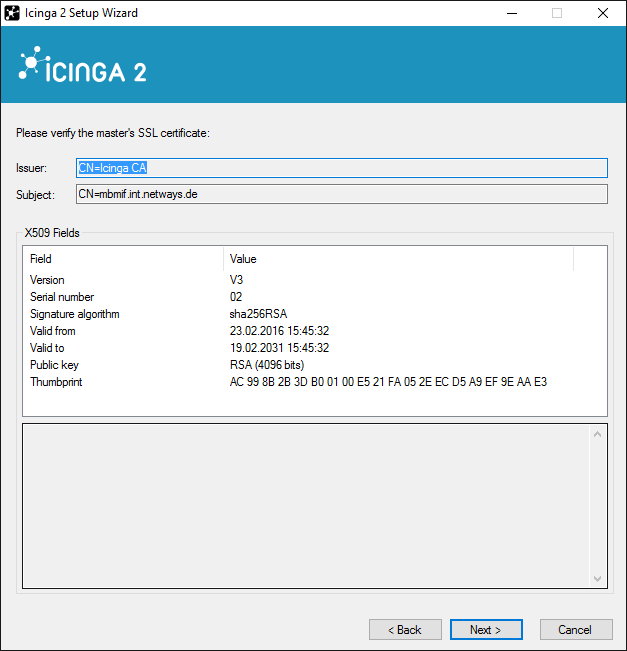 Icinga 2 Setup Wizard
iCINGA 2
Please verify the master's SSL certificate:
Issuer: CN=Icinga CA
Subject: CN=mbmif.int.netways.de
X509 Fields
Field Value
Version V3
Serial number 02
Signature algorithm sha256RSA
Valid from 23.02.2016 15:45:32
Valid to 19.02.2031 15:45:32
Public key RSA (4096 bits)
Thumbprint AC 99 8B 2B 3D B0 01 00 E5 21 FA 05 2E EC D5 A9 EF 9E AA E3
< Back Next > Cancel